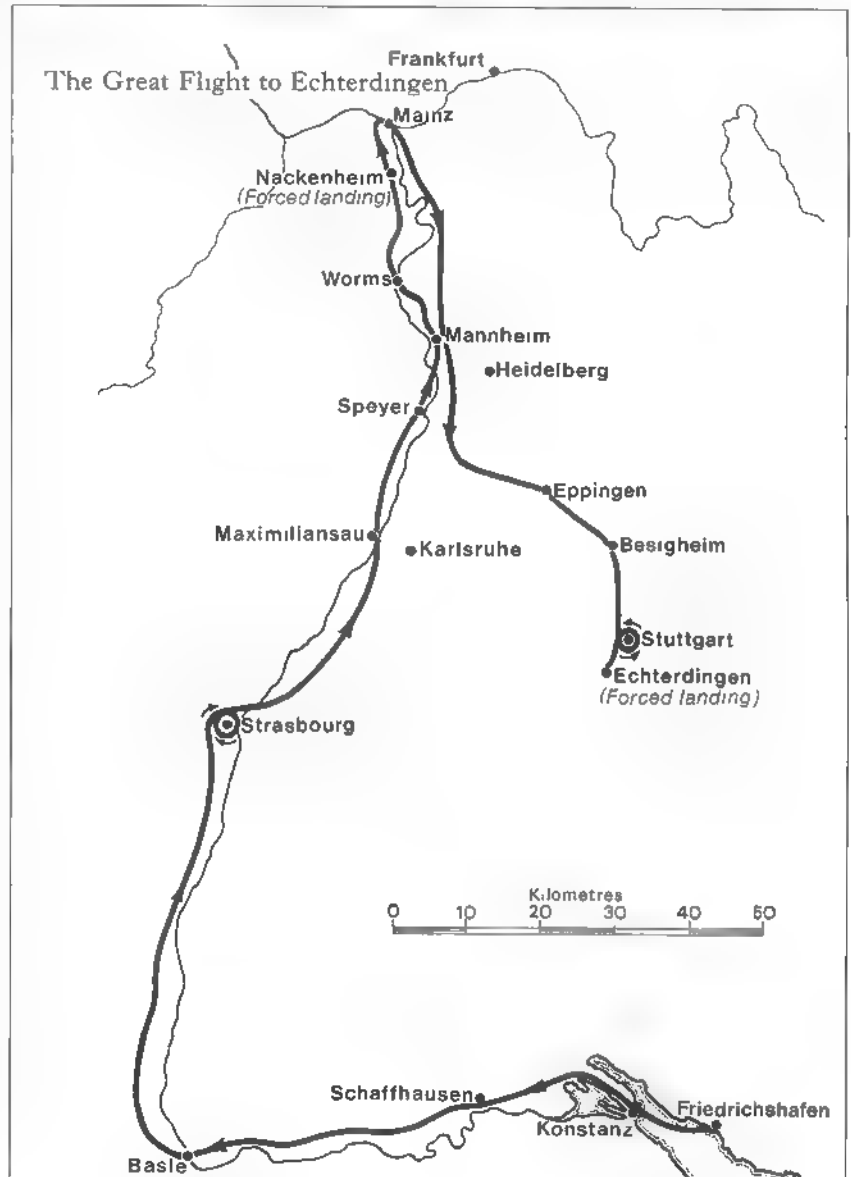 Frankfurt
The Great Flight to Echterdingen
Mainz
Nackenheim
(Forced landing)
Worms
Mannheim
Heidelberg
Speyer
Eppingen
Maximiliansau
Karlsruhe
Besigheim
Stuttgart
Echterdingen
(Forced landing)
Strasbourg
Kilometres
0 10 20 30 40 50
Schaffhausen
Friedrichshafen
Konstanz
Basle